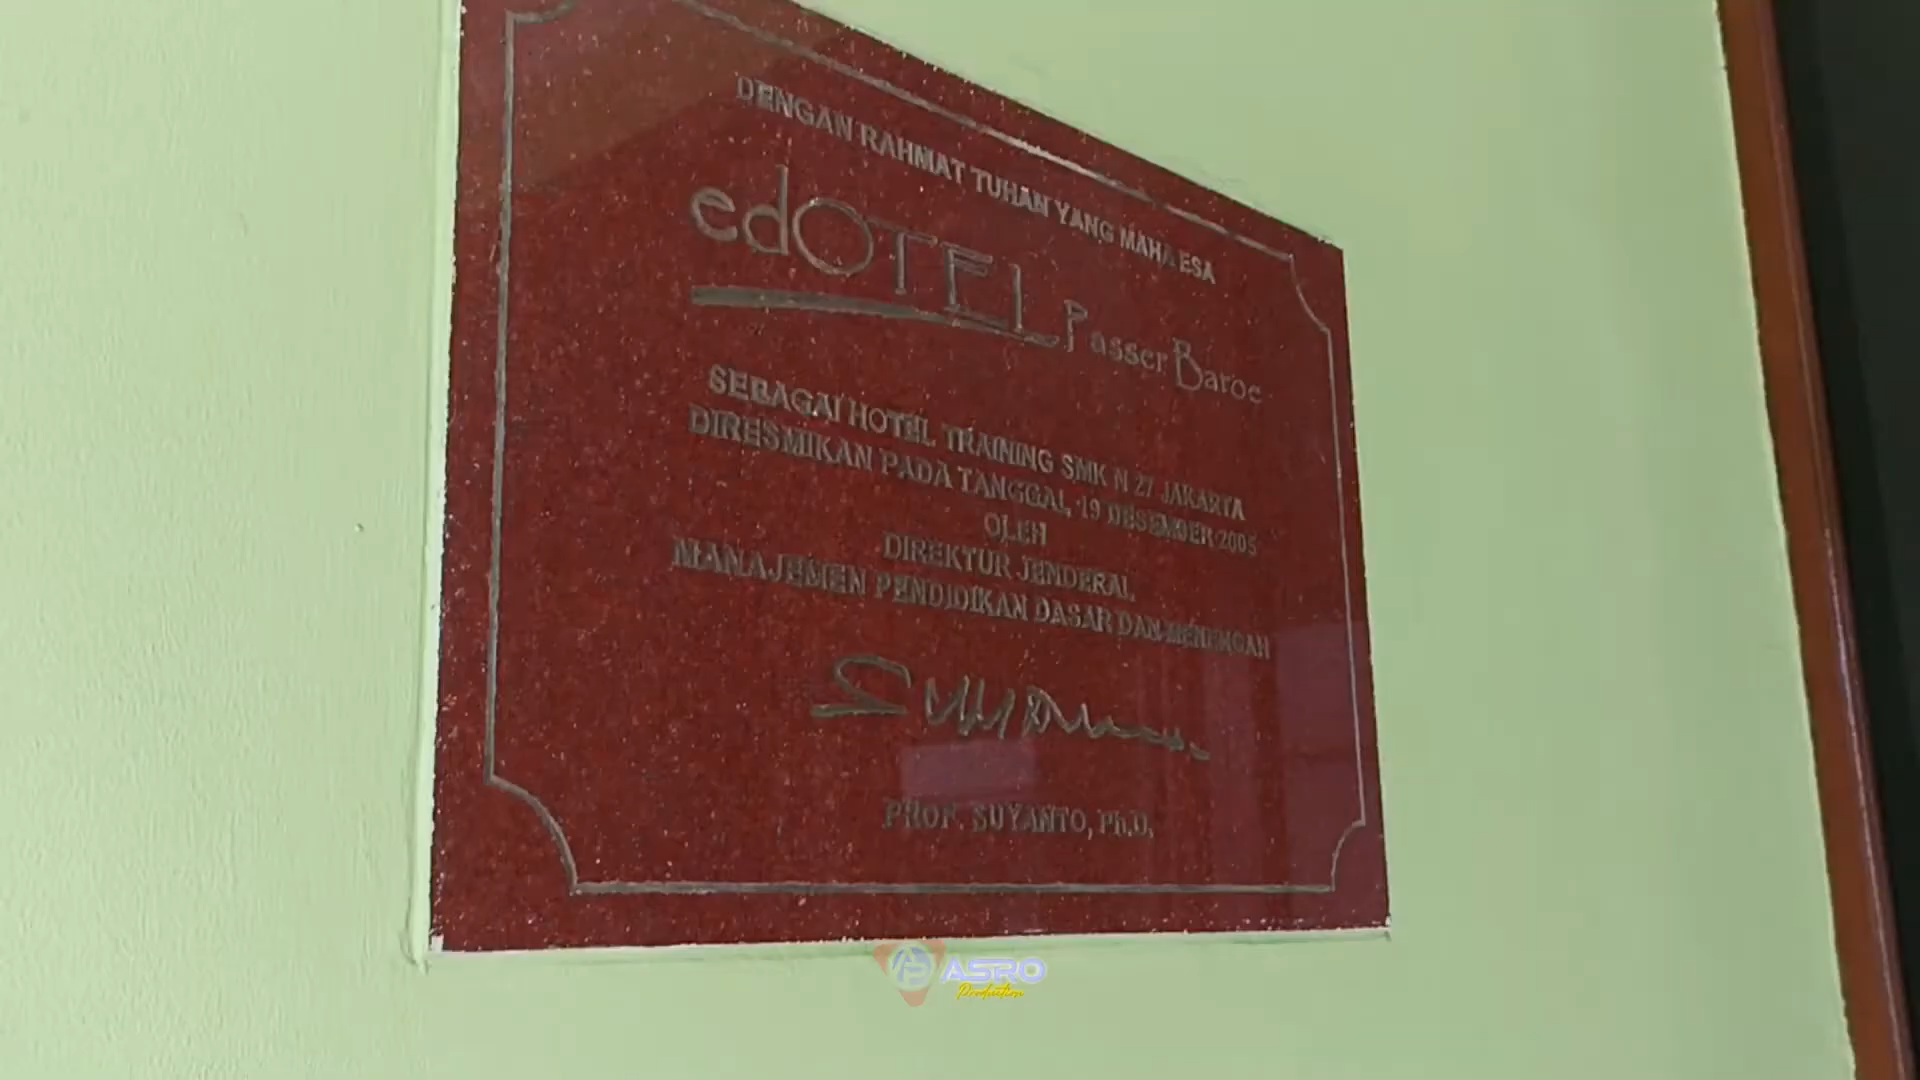 DENGAN RAHMAT TUHAN YANG MAHA ESA
edOTEL Passer Baroe
SEBAGAI HOTEL TRAINING SMK N 27 JAKARTA
DIRESMIKAN PADA TANGGAL, 19 DESEMBER 2005
OLEH
DIREKTUR JENDERAL
MANAJEMEN PENDIDIKAN DASAR DAN MENENGAH
PROF. SUYANTO, Ph.D.
ASRO
Production